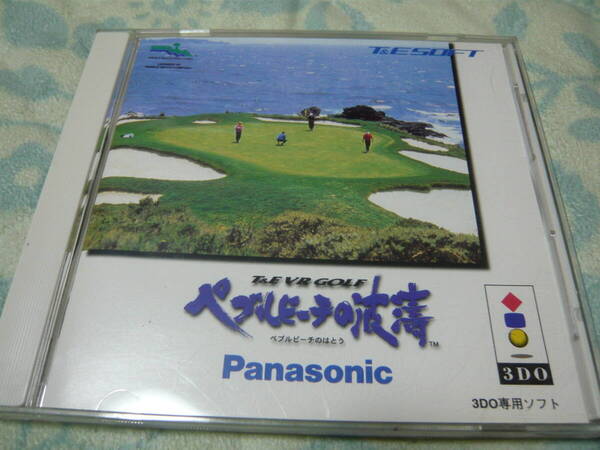 T&E SOFT
T&E VR GOLF
ペブルビーチの波濤
TM
ペブルビーチのはとう
Panasonic
3DO
3DO専用ソフト